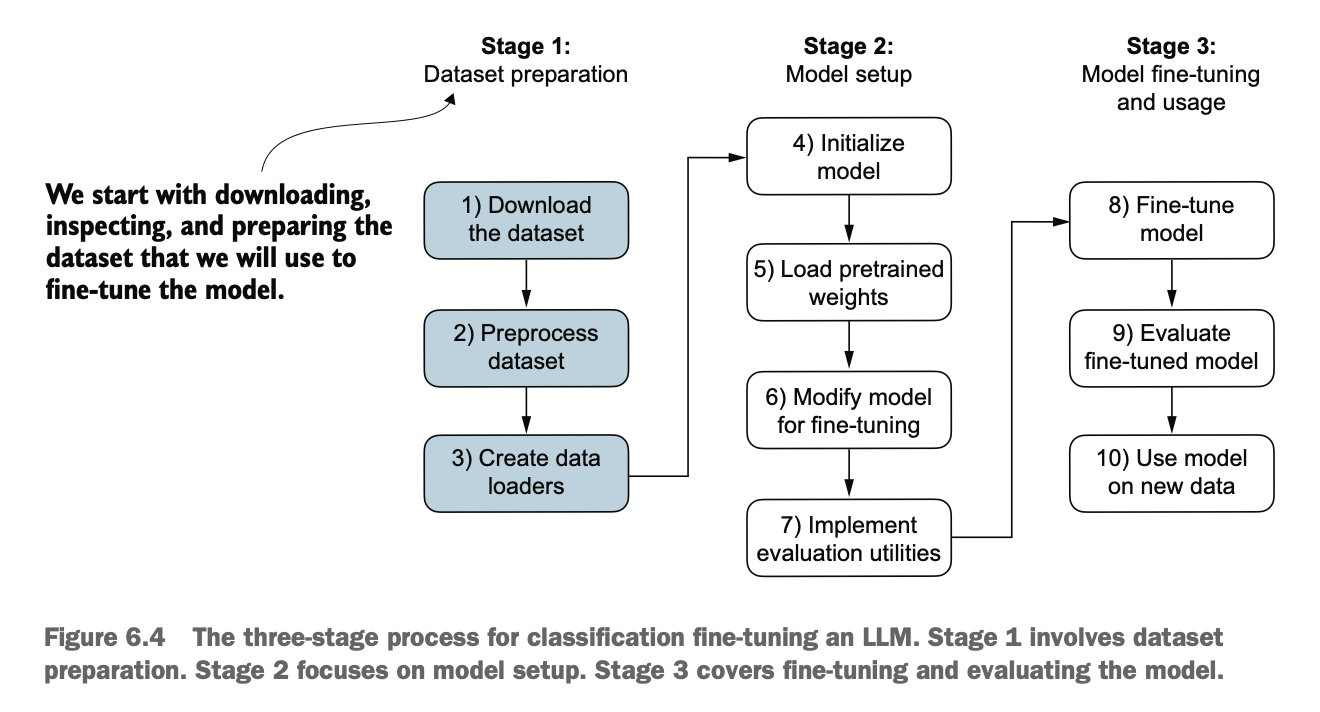 Stage 1:
Dataset preparation
We start with downloading,
inspecting, and preparing the
dataset that we will use to
fine-tune the model.
1) Download
the dataset
2) Preprocess
dataset
3) Create data
loaders
Stage 2:
Model setup
4) Initialize
model
5) Load pretrained
weights
6) Modify model
for fine-tuning
7) Implement
evaluation utilities
Stage 3:
Model fine-tuning
and usage
8) Fine-tune
model
9) Evaluate
fine-tuned model
10) Use model
on new data
Figure 6.4 The three-stage process for classification fine-tuning an LLM. Stage 1 involves dataset
preparation. Stage 2 focuses on model setup. Stage 3 covers fine-tuning and evaluating the model.